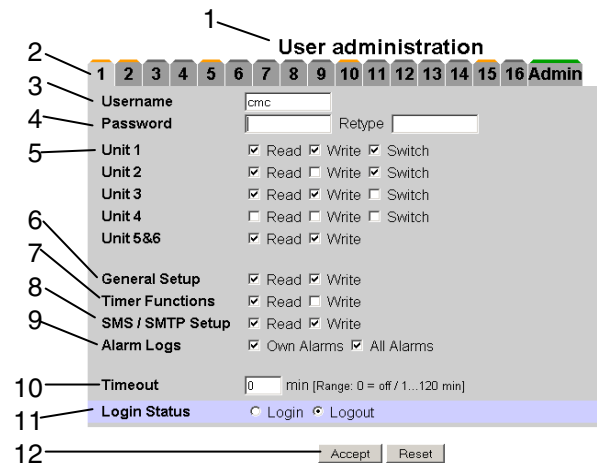 1
User administration
2
1 2 3 4 5 6 7 8 9 10 11 12 13 14 15 16 Admin
3
Username cmc
4
Password Retype
5
Unit 1 Read Write Switch
Unit 2 Read Write Switch
Unit 3 Read Write Switch
Unit 4 Read Write Switch
Unit 5&6 Read Write
6
General Setup Read Write
7
Timer Functions Read Write
8
SMS / SMTP Setup Read Write
9
Alarm Logs Own Alarms All Alarms
10
Timeout 0 min [Range: 0 = off / 1...120 min]
11
Login Status Login Logout
12
Accept Reset